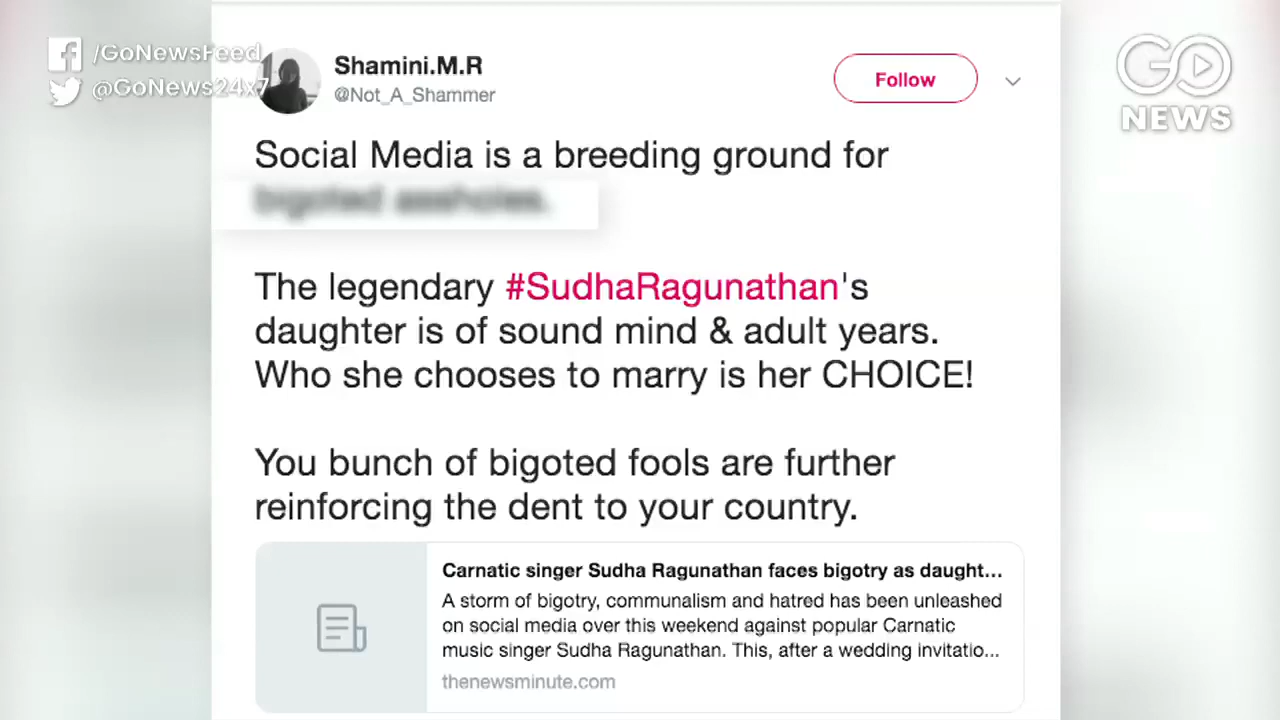 /GoNewsFeed
@GoNews24x7
GO
NEWS
Shamini.M.R
@Not_A_Shammer
Follow
Social Media is a breeding ground for
The legendary #SudhaRagunathan's
daughter is of sound mind & adult years.
Who she chooses to marry is her CHOICE!
You bunch of bigoted fools are further
reinforcing the dent to your country.
Carnatic singer Sudha Ragunathan faces bigotry as daught...
A storm of bigotry, communalism and hatred has been unleashed
on social media over this weekend against popular Carnatic
music singer Sudha Ragunathan. This, after a wedding invitatio...
thenewsminute.com